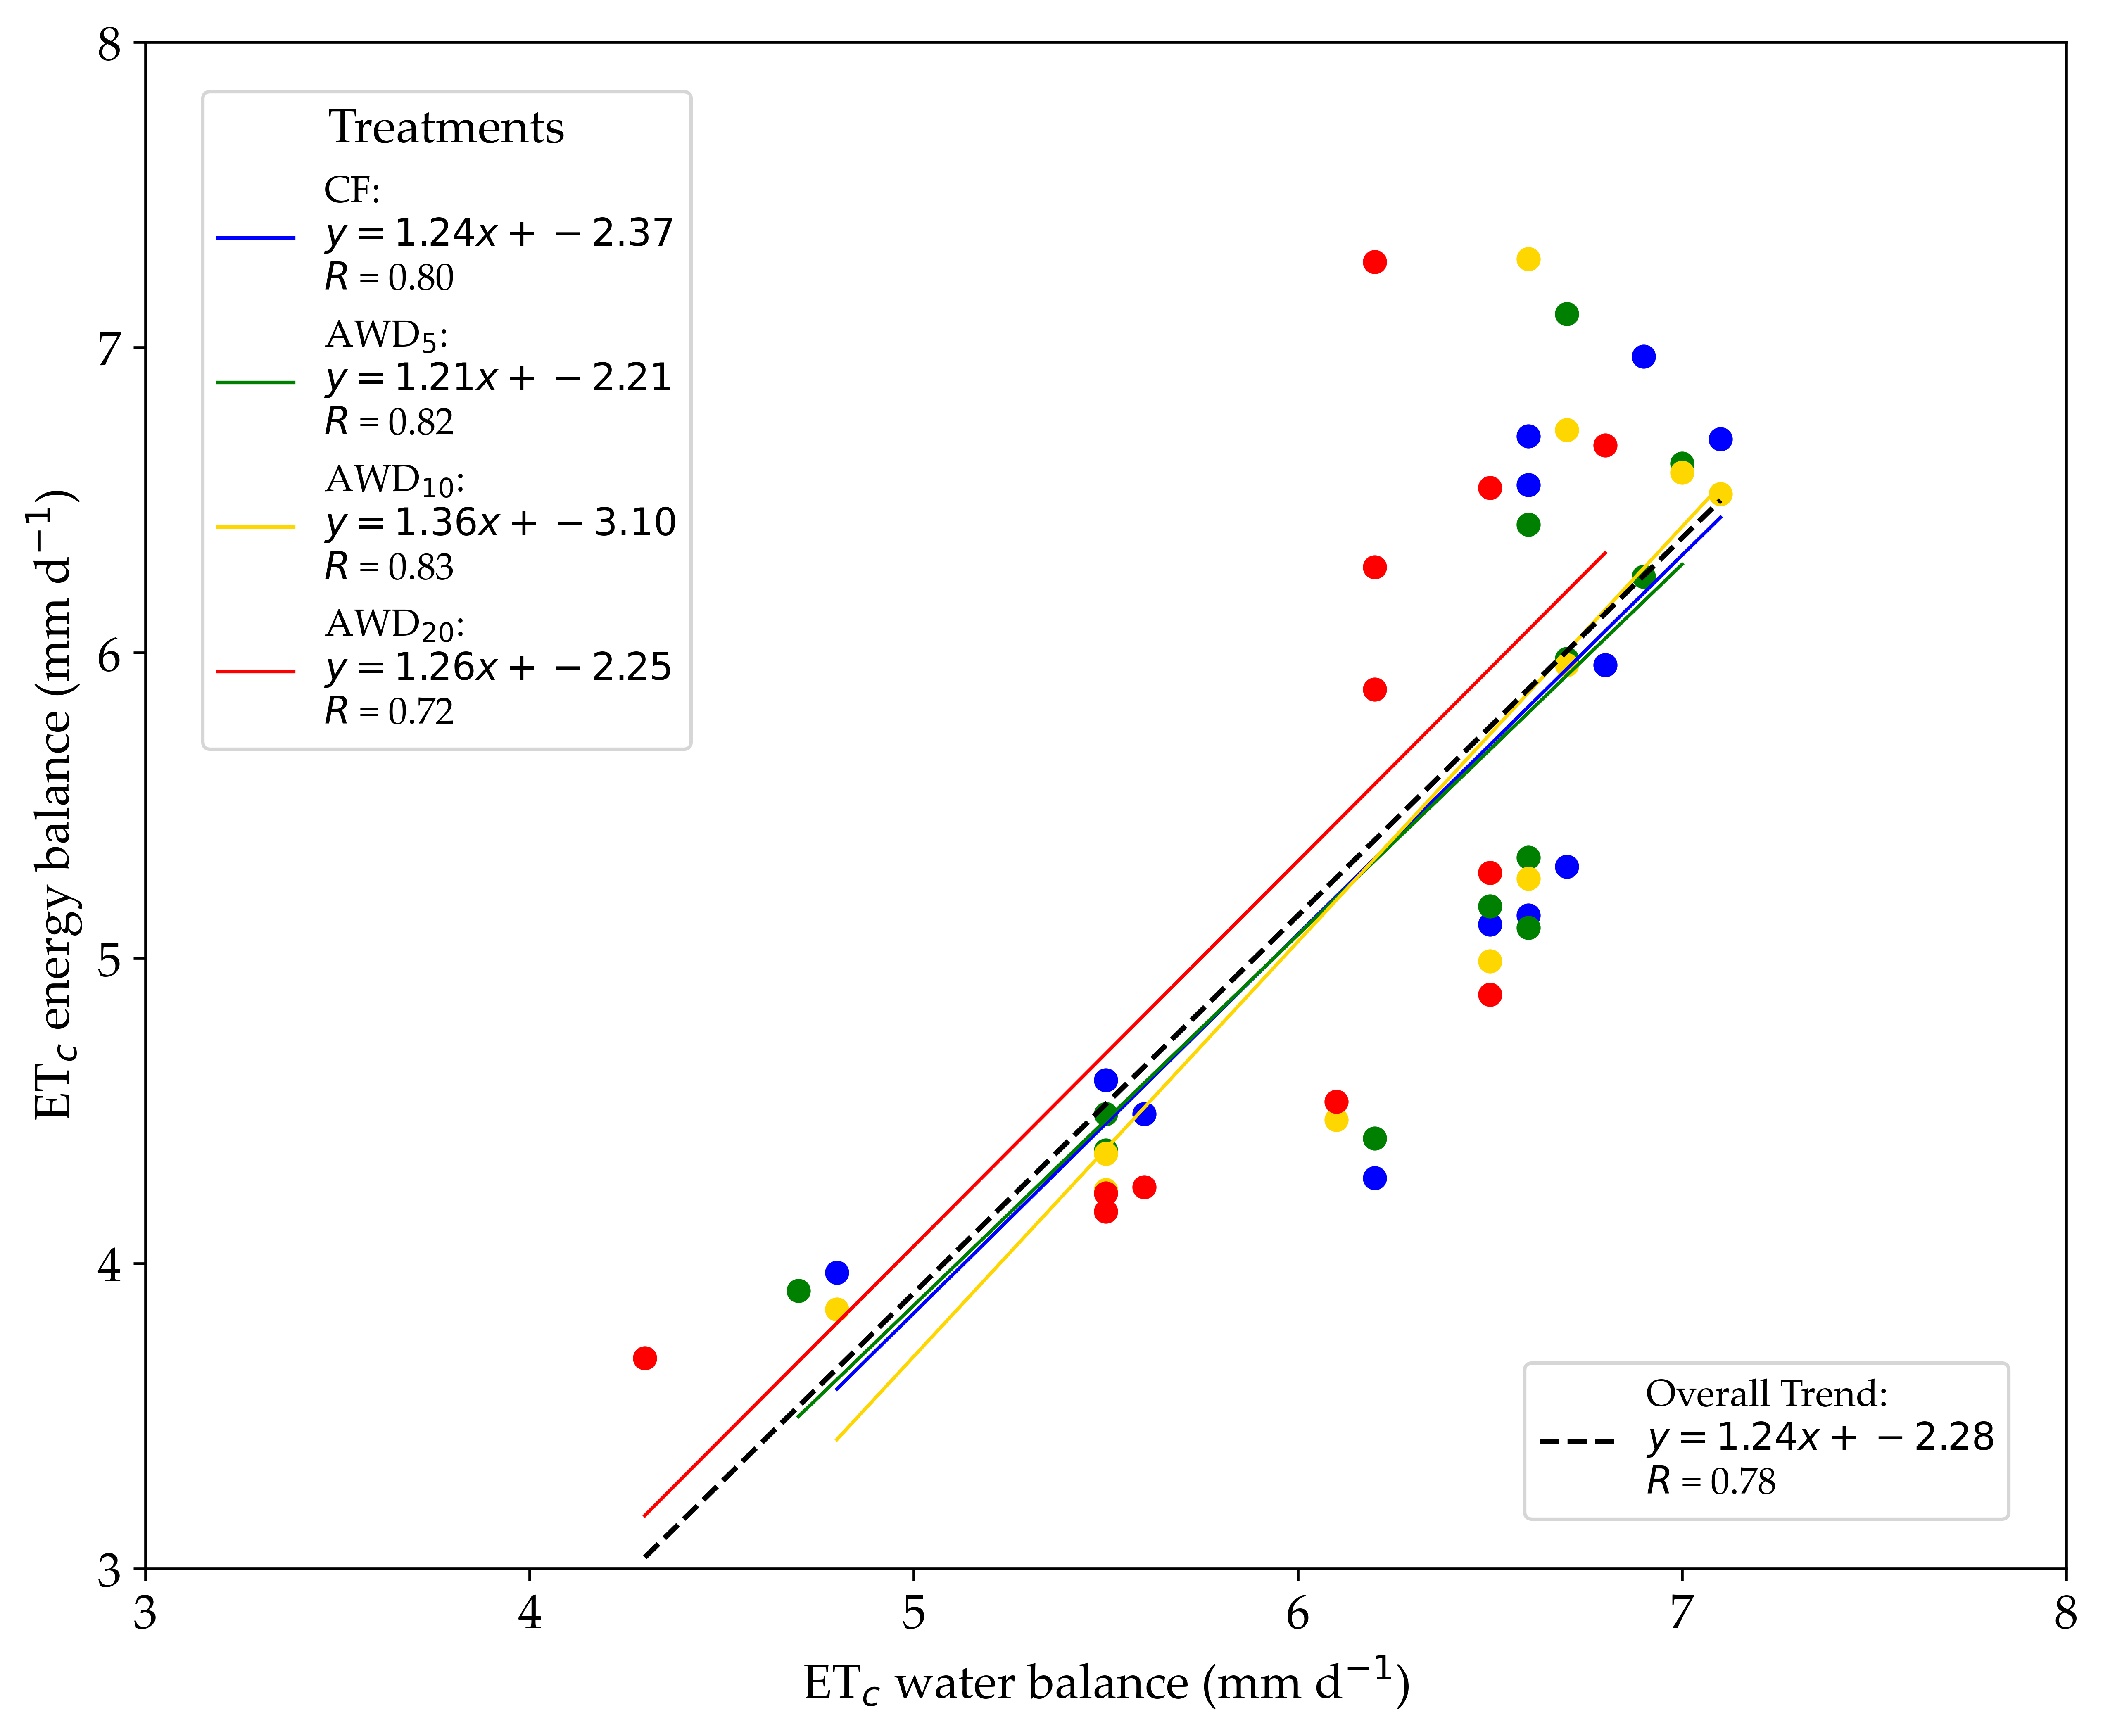 8
7
6
5
4
3
3
4
5
6
7
8
ET_c energy balance (mm d⁻¹)
ET_c water balance (mm d⁻¹)
Treatments
CF:
y = 1.24x + −2.37
R = 0.80
AWD₅:
y = 1.21x + −2.21
R = 0.82
AWD₁₀:
y = 1.36x + −3.10
R = 0.83
AWD₂₀:
y = 1.26x + −2.25
R = 0.72
Overall Trend:
y = 1.24x + −2.28
R = 0.78